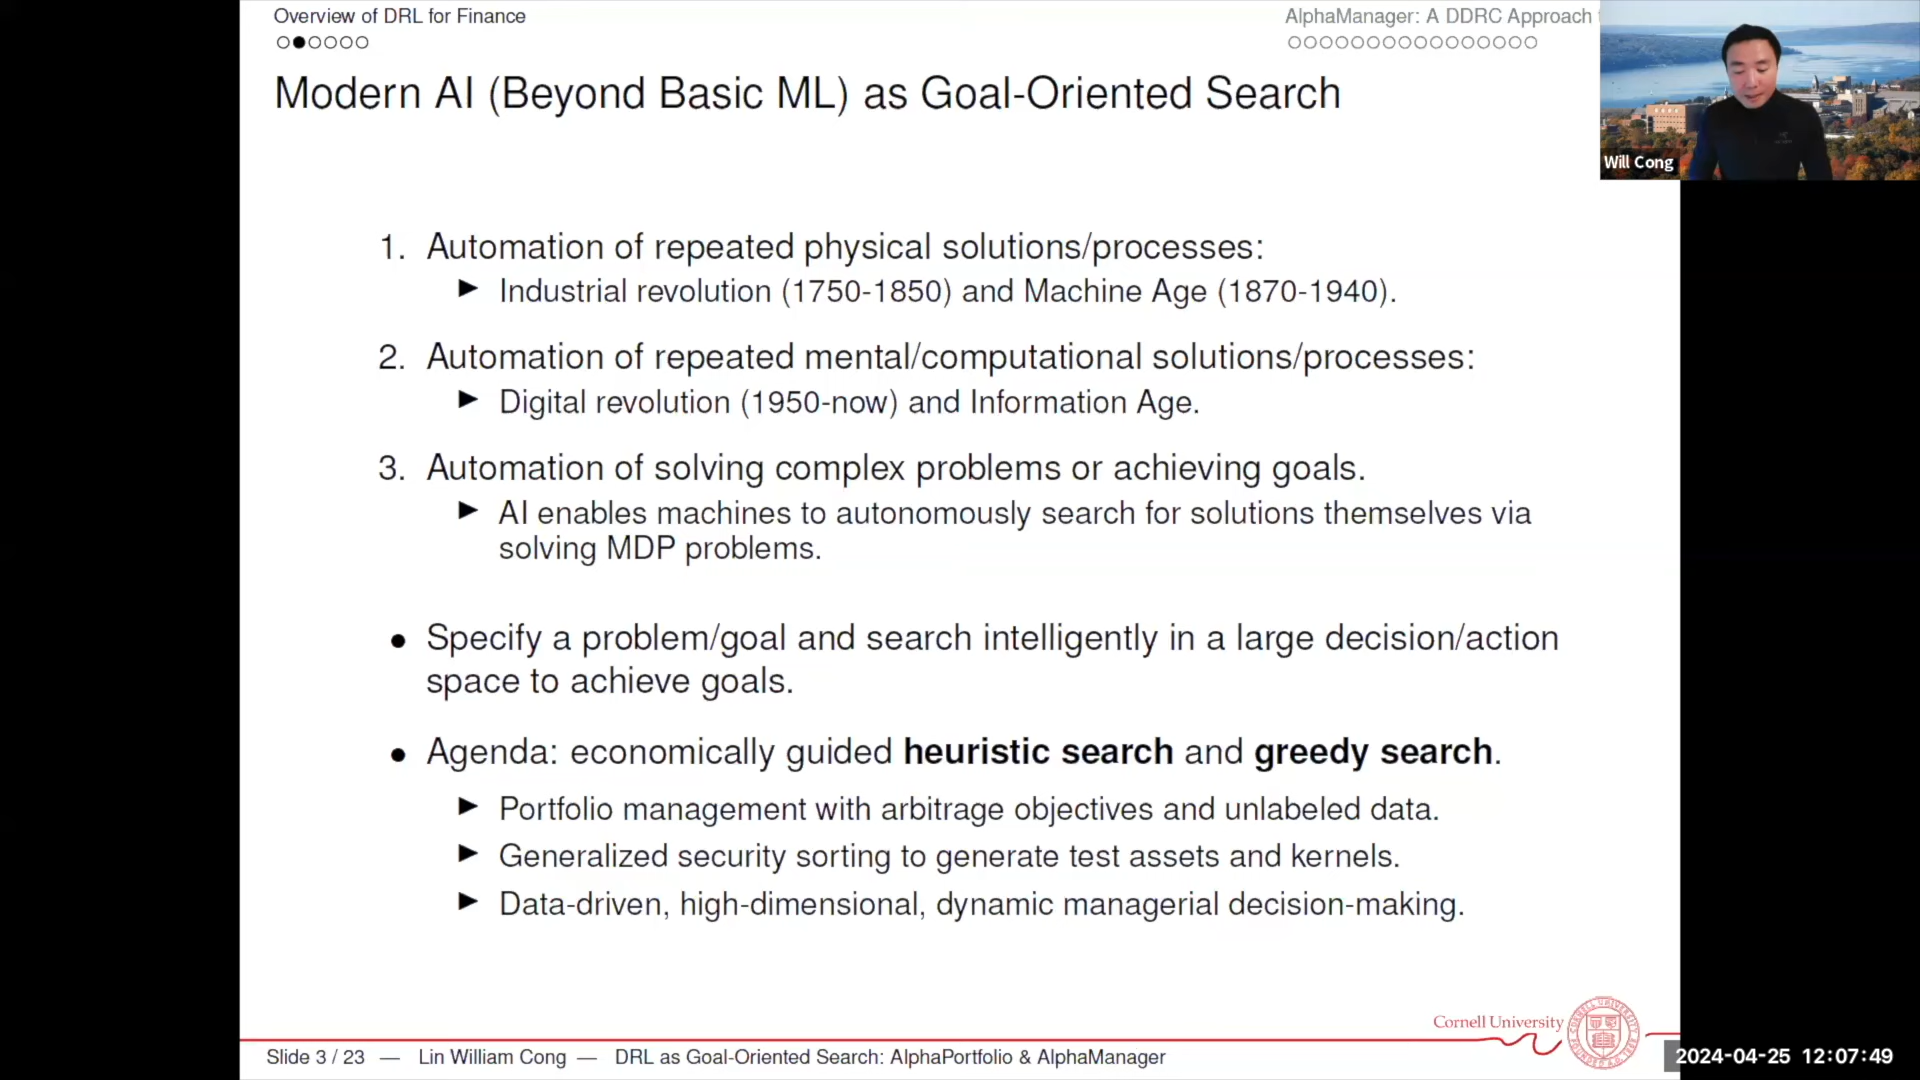 Overview of DRL for Finance
AlphaManager: A DDRC Approach
Modern AI (Beyond Basic ML) as Goal-Oriented Search
Will Cong
1. Automation of repeated physical solutions/processes:
► Industrial revolution (1750-1850) and Machine Age (1870-1940).
2. Automation of repeated mental/computational solutions/processes:
► Digital revolution (1950-now) and Information Age.
3. Automation of solving complex problems or achieving goals.
► AI enables machines to autonomously search for solutions themselves via
solving MDP problems.
• Specify a problem/goal and search intelligently in a large decision/action
space to achieve goals.
• Agenda: economically guided heuristic search and greedy search.
► Portfolio management with arbitrage objectives and unlabeled data.
► Generalized security sorting to generate test assets and kernels.
► Data-driven, high-dimensional, dynamic managerial decision-making.
Cornell University
Slide 3 / 23 — Lin William Cong — DRL as Goal-Oriented Search: AlphaPortfolio & AlphaManager
2024-04-25 12:07:49